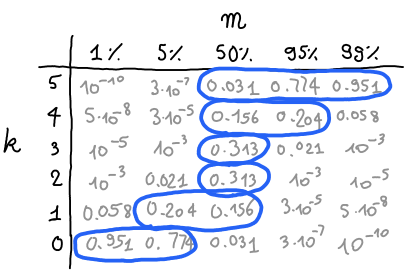 m
1% 5% 50% 95% 99%
5 10⁻¹⁰ 3·10⁻⁷ 0.031 0.774 0.951
4 5·10⁻⁸ 3·10⁻⁵ 0.156 0.204 0.058
k 3 10⁻⁵ 10⁻³ 0.313 0.021 10⁻³
2 10⁻³ 0.021 0.313 10⁻³ 10⁻⁵
1 0.058 0.204 0.156 3·10⁻⁵ 5·10⁻⁸
0 0.951 0.774 0.031 3·10⁻⁷ 10⁻¹⁰